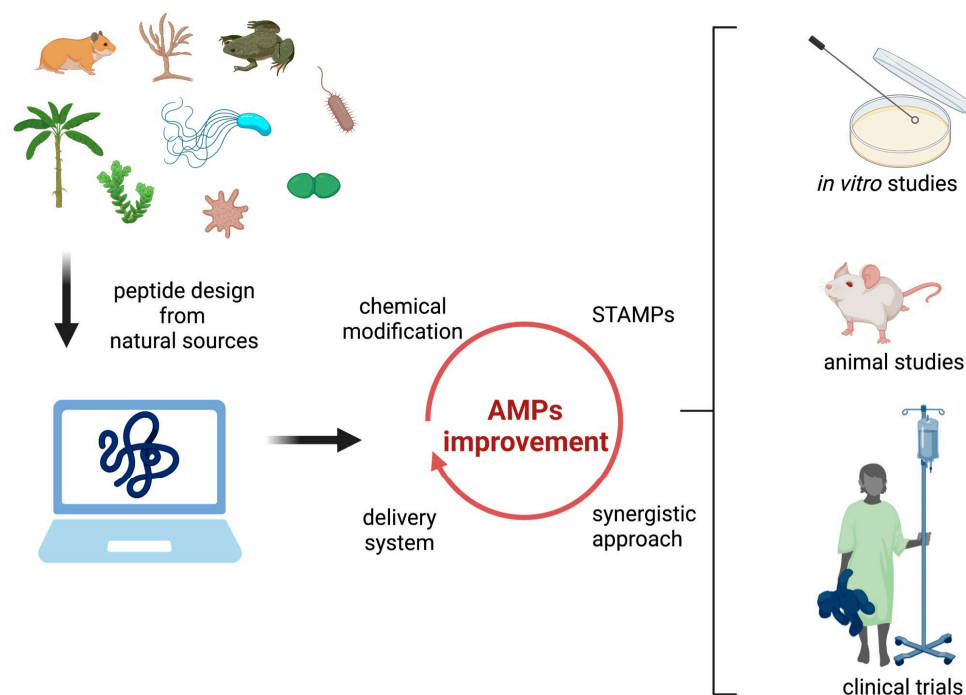 peptide design
from
natural sources
chemical
modification
STAMPs
AMPs
improvement
delivery
system
synergistic
approach
in vitro studies
animal studies
clinical trials